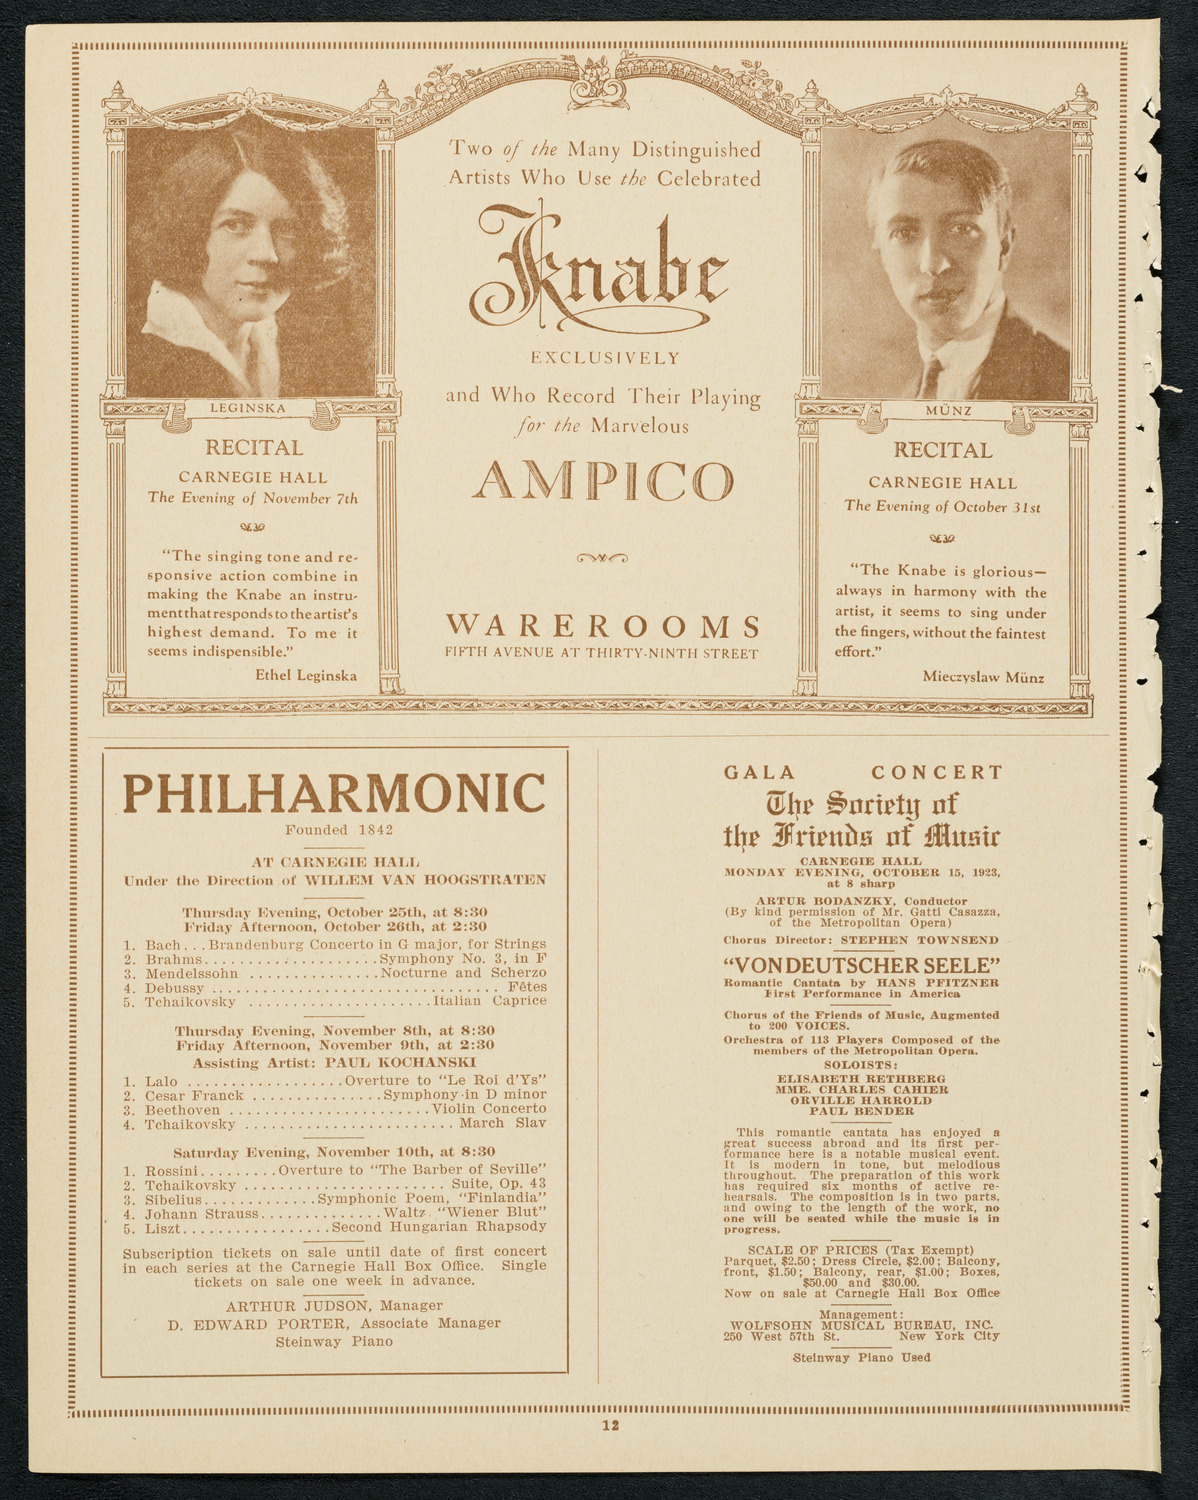 Two of the Many Distinguished
Artists Who Use the Celebrated
Knabe
EXCLUSIVELY
and Who Record Their Playing
for the Marvelous
AMPICO
WAREROOMS
FIFTH AVENUE AT THIRTY-NINTH STREET
LEGINSKA
RECITAL
CARNEGIE HALL
The Evening of November 7th
“The singing tone and re-
sponsive action combine in
making the Knabe an instru-
ment that responds to the artist's
highest demand. To me it
seems indispensible.”
Ethel Leginska
MÜNZ
RECITAL
CARNEGIE HALL
The Evening of October 31st
“The Knabe is glorious—
always in harmony with the
artist, it seems to sing under
the fingers, without the faintest
effort.”
Mieczyslaw Münz
PHILHARMONIC
Founded 1842
AT CARNEGIE HALL
Under the Direction of WILLEM VAN HOOGSTRATEN
Thursday Evening, October 25th, at 8:30
Friday Afternoon, October 26th, at 2:30
1. Bach...Brandenburg Concerto in G major, for Strings
2. Brahms...................Symphony No. 3, in F
3. Mendelssohn ..............Nocturne and Scherzo
4. Debussy ............................... Fêtes
5. Tchaikovsky ....................Italian Caprice
Thursday Evening, November 8th, at 8:30
Friday Afternoon, November 9th, at 2:30
Assisting Artist: PAUL KOCHANSKI
1. Lalo .................Overture to “Le Roi d'Ys”
2. Cesar Franck ..............Symphony in D minor
3. Beethoven ......................Violin Concerto
4. Tchaikovsky ....................... March Slav
Saturday Evening, November 10th, at 8:30
1. Rossini.........Overture to “The Barber of Seville”
2. Tchaikovsky ...................... Suite, Op. 43
3. Sibelius.............Symphonic Poem, “Finlandia”
4. Johann Strauss.............Waltz “Wiener Blut”
5. Liszt................Second Hungarian Rhapsody
Subscription tickets on sale until date of first concert
in each series at the Carnegie Hall Box Office. Single
tickets on sale one week in advance.
ARTHUR JUDSON, Manager
D. EDWARD PORTER, Associate Manager
Steinway Piano
GALA CONCERT
The Society of
the Friends of Music
CARNEGIE HALL
MONDAY EVENING, OCTOBER 15, 1923,
at 8 sharp
ARTUR BODANZKY, Conductor
(By kind permission of Mr. Gatti Casazza,
of the Metropolitan Opera)
Chorus Director: STEPHEN TOWNSEND
“VON DEUTSCHER SEELE”
Romantic Cantata by HANS PFITZNER
First Performance in America
Chorus of the Friends of Music, Augmented
to 200 VOICES.
Orchestra of 113 Players Composed of the
members of the Metropolitan Opera.
SOLOISTS:
ELISABETH RETHBERG
MME. CHARLES CAHIER
ORVILLE HARROLD
PAUL BENDER
This romantic cantata has enjoyed a
great success abroad and its first per-
formance here is a notable musical event.
It is modern in tone, but melodious
throughout. The preparation of this work
has required six months of active re-
hearsals. The composition is in two parts,
and owing to the length of the work, no
one will be seated while the music is in
progress.
SCALE OF PRICES (Tax Exempt)
Parquet, $2.50; Dress Circle, $2.00; Balcony,
front, $1.50; Balcony, rear, $1.00; Boxes,
$50.00 and $30.00.
Now on sale at Carnegie Hall Box Office
Management:
WOLFSOHN MUSICAL BUREAU, INC.
250 West 57th St. New York City
Steinway Piano Used
12